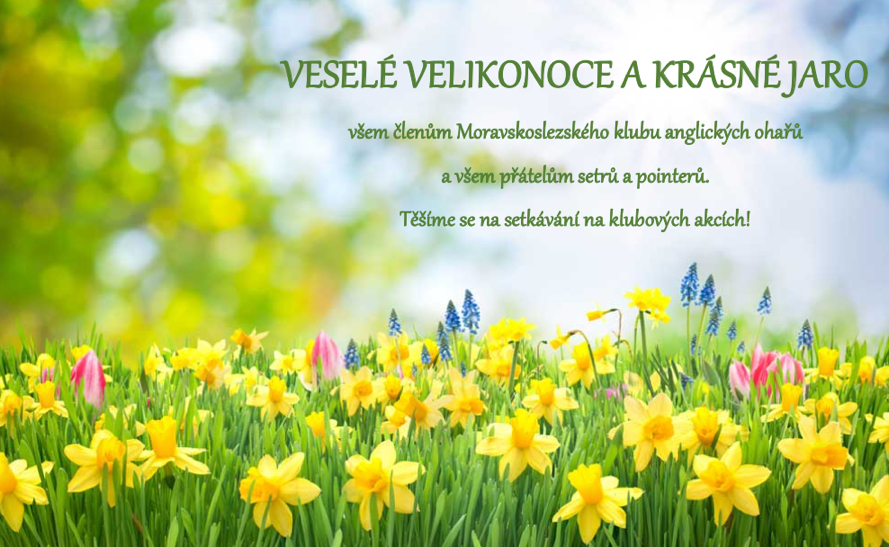 VESELÉ VELIKONOCE A KRÁSNÉ JARO
všem členům Moravskoslezského klubu anglických ohařů
a všem přátelům setrů a pointerů.
Těšíme se na setkávání na klubových akcích!